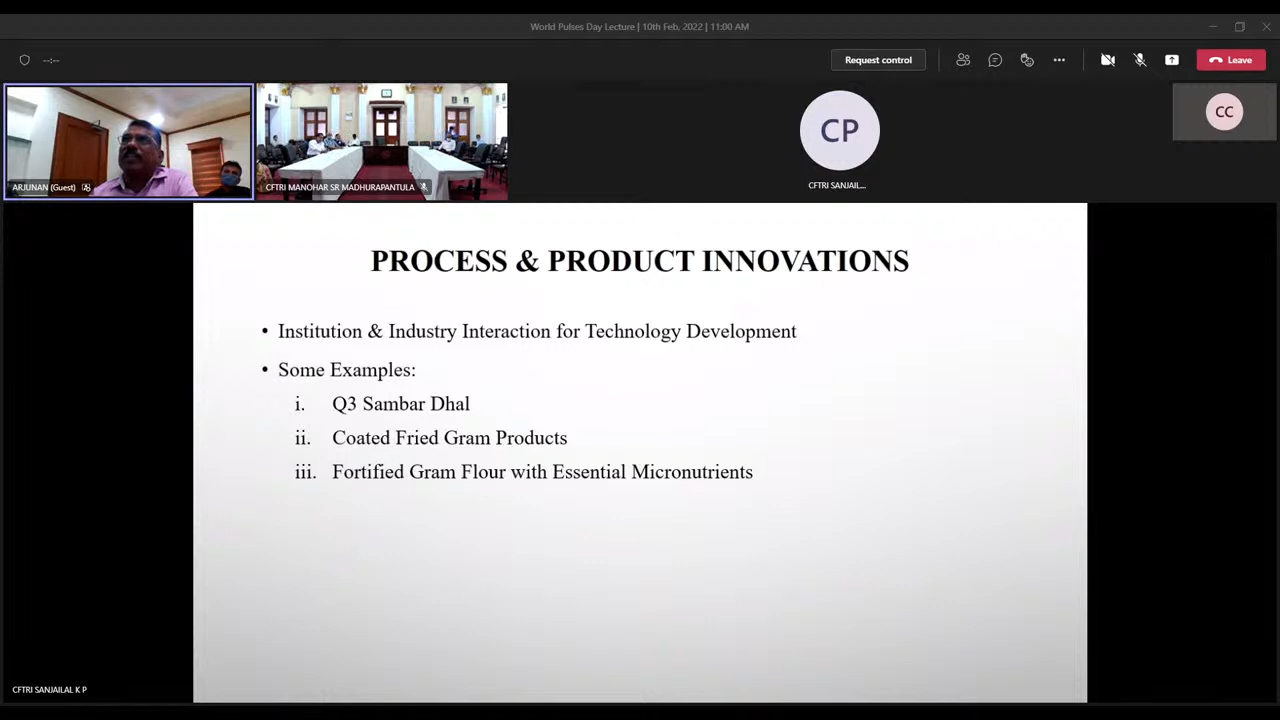 World Pulses Day Lecture | 10th Feb, 2022 | 11:00 AM
--:--
Request control
Leave
ARJUNAN (Guest)
CFTRI MANOHAR SR MADHURAPANTULA
CP
CFTRI SANJAIL...
CC
PROCESS & PRODUCT INNOVATIONS
• Institution & Industry Interaction for Technology Development
• Some Examples:
i. Q3 Sambar Dhal
ii. Coated Fried Gram Products
iii. Fortified Gram Flour with Essential Micronutrients
CFTRI SANJAILAL K P